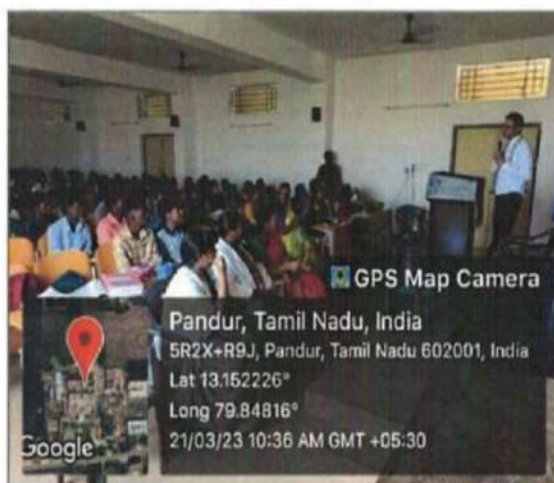 GPS Map Camera
Pandur, Tamil Nadu, India
5R2X+R9J, Pandur, Tamil Nadu 602001, India
Lat 13.152226°
Long 79.84816°
21/03/23 10:36 AM GMT +05:30
Google